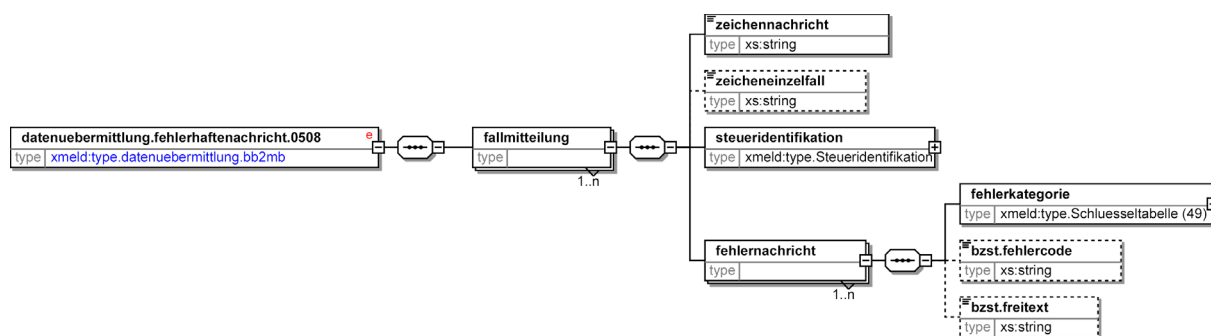 zeichennachricht
type xs:string
zeicheneinzelfall
type xs:string
datenuebermittlung.fehlerhaftenachricht.0508 e
type xmeld:type.datenuebermittlung.bb2mb
fallmitteilung
type
1..n
steueridentifikation
type xmeld:type.Steueridentifikation
fehlernachricht
type
1..n
fehlerkategorie
type xmeld:type.Schluesseltabelle (49)
bzst.fehlercode
type xs:string
bzst.freitext
type xs:string